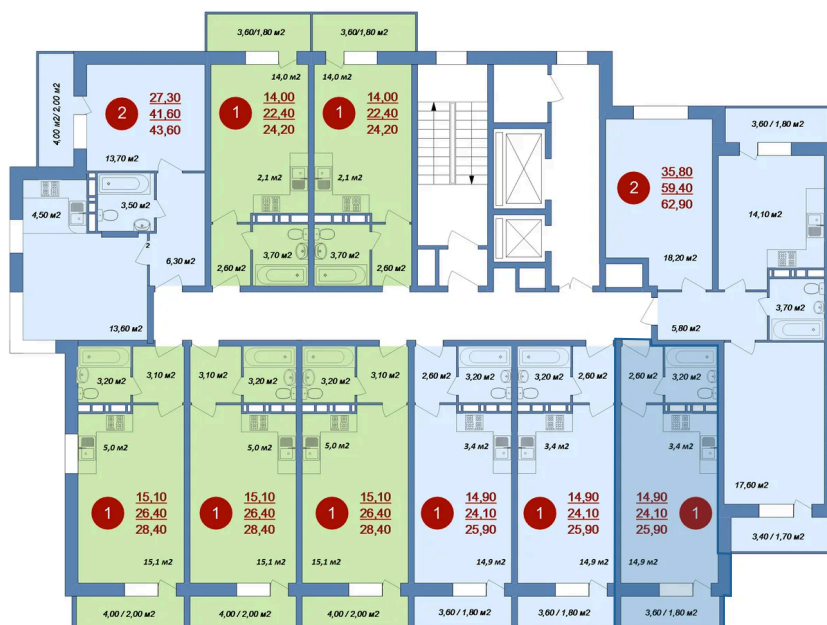 3,60/1,80 м2
3,60/1,80 м2
4,00 м2/ 2,00 м2
2
27,30
41,60
43,60
13,70 м2
14,0 м2
1
14,00
22,40
24,20
2,1 м2
3,70 м2
2,60 м2
14,0 м2
1
14,00
22,40
24,20
2,1 м2
3,70 м2
2,60 м2
4,50 м2
3,50 м2
2
6,30 м2
13,60 м2
3,60 / 1,80 м2
2
35,80
59,40
62,90
18,20 м2
14,10 м2
3,70 м2
5,80 м2
17,60 м2
3,40 / 1,70 м2
3,20 м2
3,10 м2
5,0 м2
1
15,10
26,40
28,40
15,1 м2
4,00 / 2,00 м2
3,10 м2
3,20 м2
5,0 м2
1
15,10
26,40
28,40
15,1 м2
4,00 / 2,00 м2
3,20 м2
3,10 м2
5,0 м2
1
15,10
26,40
28,40
15,1 м2
4,00 / 2,00 м2
2,60 м2
3,20 м2
3,4 м2
1
14,90
24,10
25,90
14,9 м2
3,60 / 1,80 м2
3,20 м2
2,60 м2
3,4 м2
1
14,90
24,10
25,90
14,9 м2
3,60 / 1,80 м2
2,60 м2
3,20 м2
3,4 м2
14,90
24,10
25,90
1
14,9 м2
3,60 / 1,80 м2